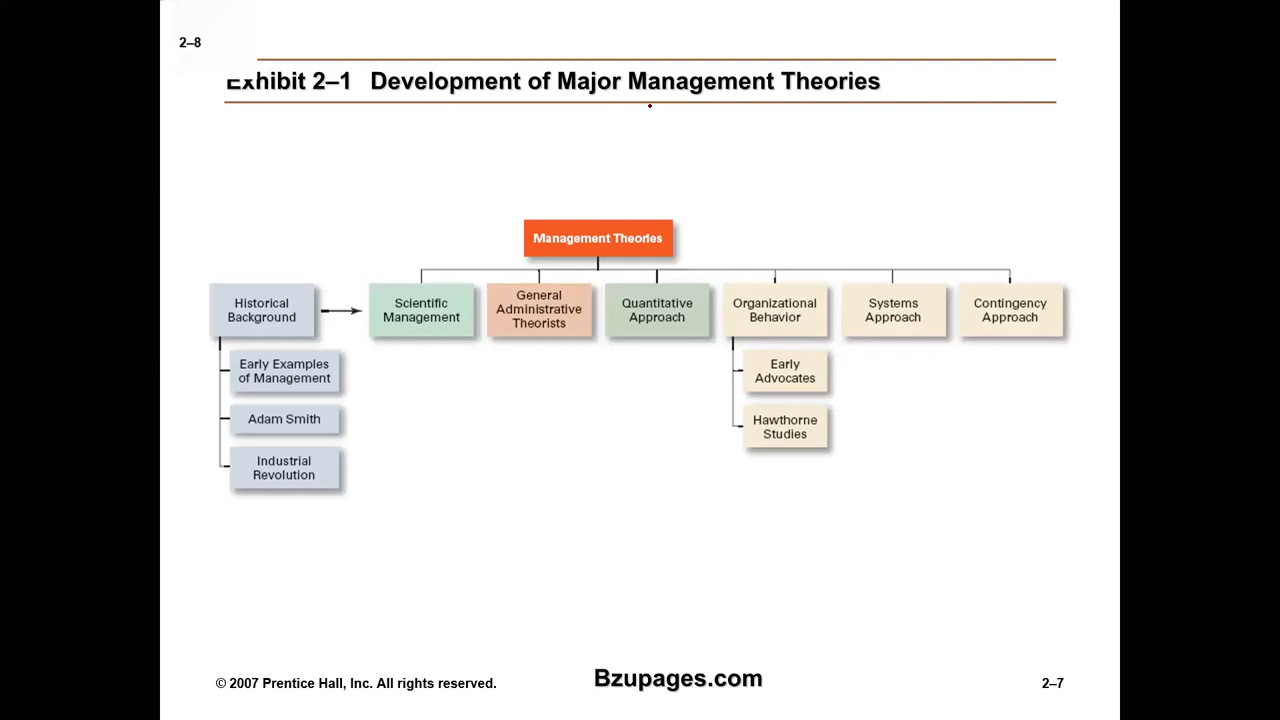 2–8
Exhibit 2–1 Development of Major Management Theories
Management Theories
Historical
Background
Scientific
Management
General
Administrative
Theorists
Quantitative
Approach
Organizational
Behavior
Systems
Approach
Contingency
Approach
Early Examples
of Management
Adam Smith
Industrial
Revolution
Early
Advocates
Hawthorne
Studies
© 2007 Prentice Hall, Inc. All rights reserved.
Bzupages.com
2–7